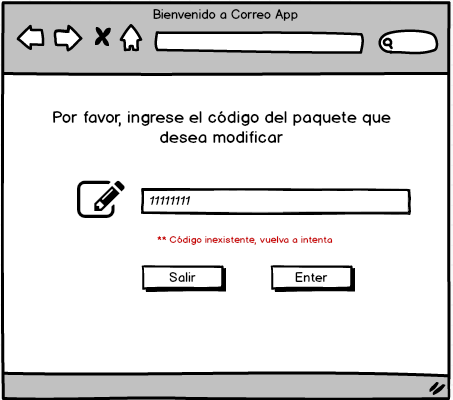 Bienvenido a Correo App
Por favor, ingrese el código del paquete que
desea modificar
11111111
** Código inexistente, vuelva a intenta
Salir
Enter